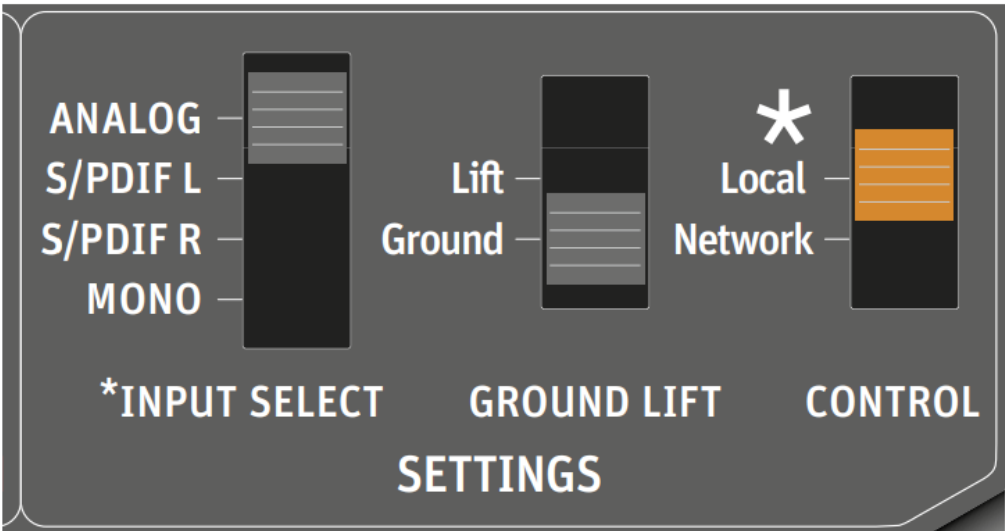 ANALOG
S/PDIF L
S/PDIF R
MONO
*INPUT SELECT
Lift
Ground
GROUND LIFT
*
Local
Network
CONTROL
SETTINGS